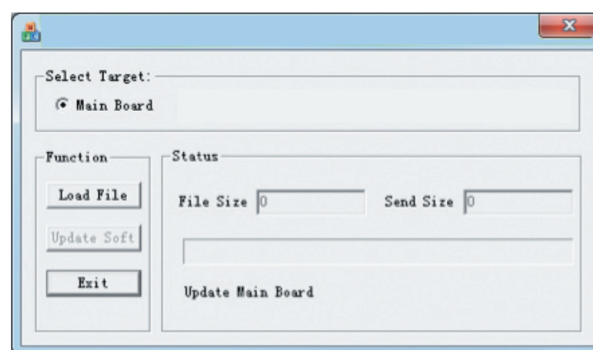 Select Target:
Main Board
Function
Status
Load File
File Size 0
Send Size 0
Update Soft
Exit
Update Main Board